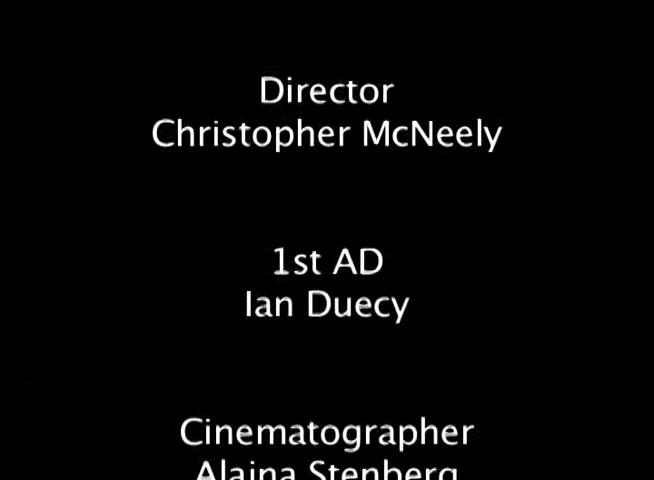 Director
Christopher McNeely
1st AD
Ian Duecy
Cinematographer
Alaina Stenberg